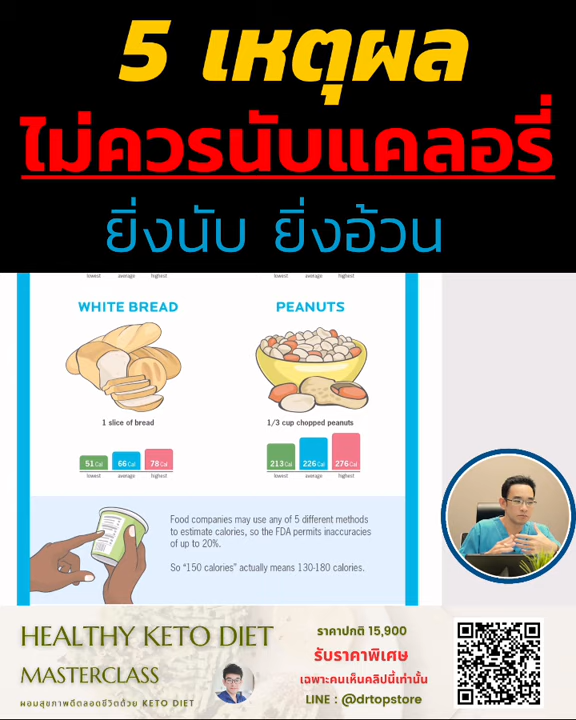 5 เหตุผล
ไม่ควรนับแคลอรี่
ยิ่งนับ ยิ่งอ้วน
lowest average highest lowest average highest
WHITE BREAD PEANUTS
1 slice of bread 1/3 cup chopped peanuts
51 Cal 66 Cal 78 Cal 213 Cal 226 Cal 276 Cal
lowest average highest lowest average highest
Food companies may use any of 5 different methods
to estimate calories, so the FDA permits inaccuracies
of up to 20%.
So “150 calories” actually means 130-180 calories.
HEALTHY KETO DIET
MASTERCLASS
ผอมสุขภาพดีตลอดชีวิตด้วย KETO DIET
ราคาปกติ 15,900
รับราคาพิเศษ
เฉพาะคนเห็นคลิปนี้เท่านั้น
LINE : @drtopstore